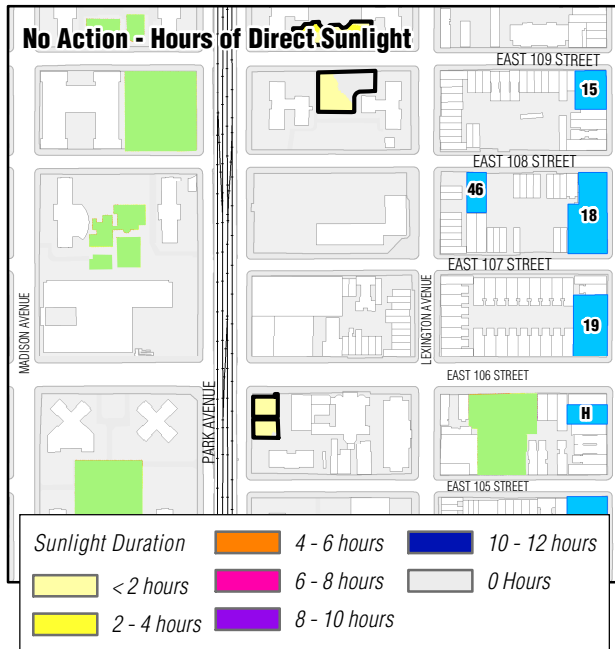 No Action - Hours of Direct Sunlight
EAST 109 STREET
15
EAST 108 STREET
46
18
EAST 107 STREET
MADISON AVENUE
LEXINGTON AVENUE
19
EAST 106 STREET
PARK AVENUE
H
EAST 105 STREET
Sunlight Duration
< 2 hours
2 - 4 hours
4 - 6 hours
6 - 8 hours
8 - 10 hours
10 - 12 hours
0 Hours